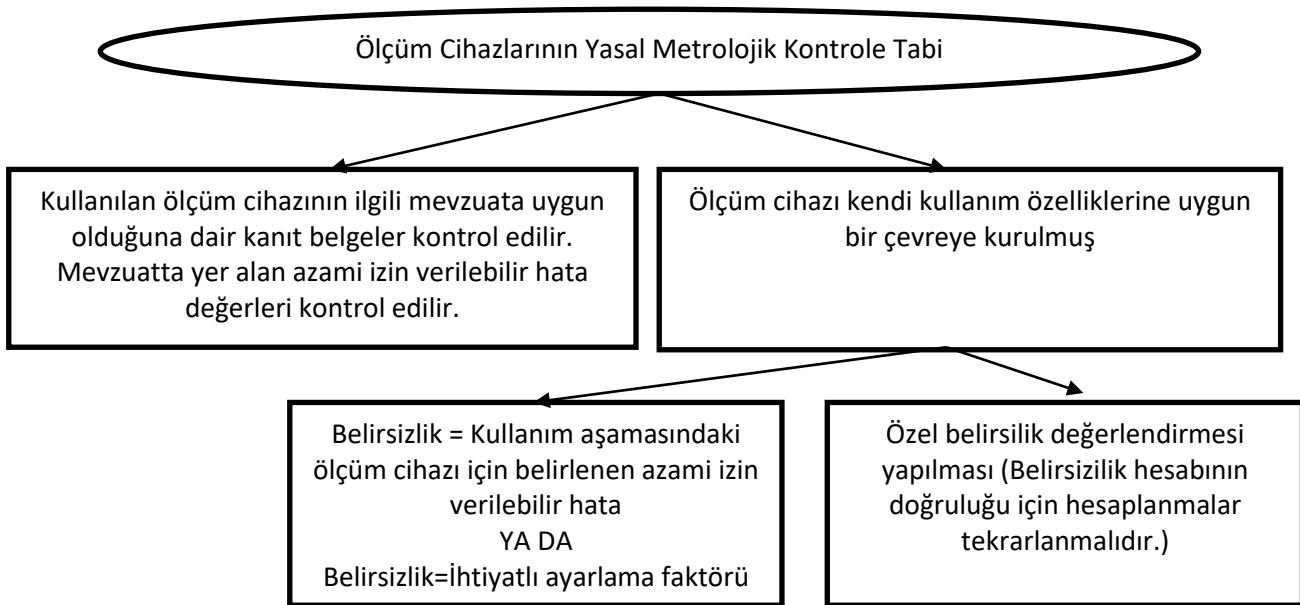 Ölçüm Cihazlarının Yasal Metrolojik Kontrole Tabi
Kullanılan ölçüm cihazının ilgili mevzuata uygun
olduğuna dair kanıt belgeler kontrol edilir.
Mevzuatta yer alan azami izin verilebilir hata
değerleri kontrol edilir.
Ölçüm cihazı kendi kullanım özelliklerine uygun
bir çevreye kurulmuş
Belirsizlik = Kullanım aşamasındaki
ölçüm cihazı için belirlenen azami izin
verilebilir hata
YA DA
Belirsizlik=İhtiyatlı ayarlama faktörü
Özel belirsilik değerlendirmesi
yapılması (Belirsizilik hesabının
doğruluğu için hesaplanmalar
tekrarlanmalıdır.)